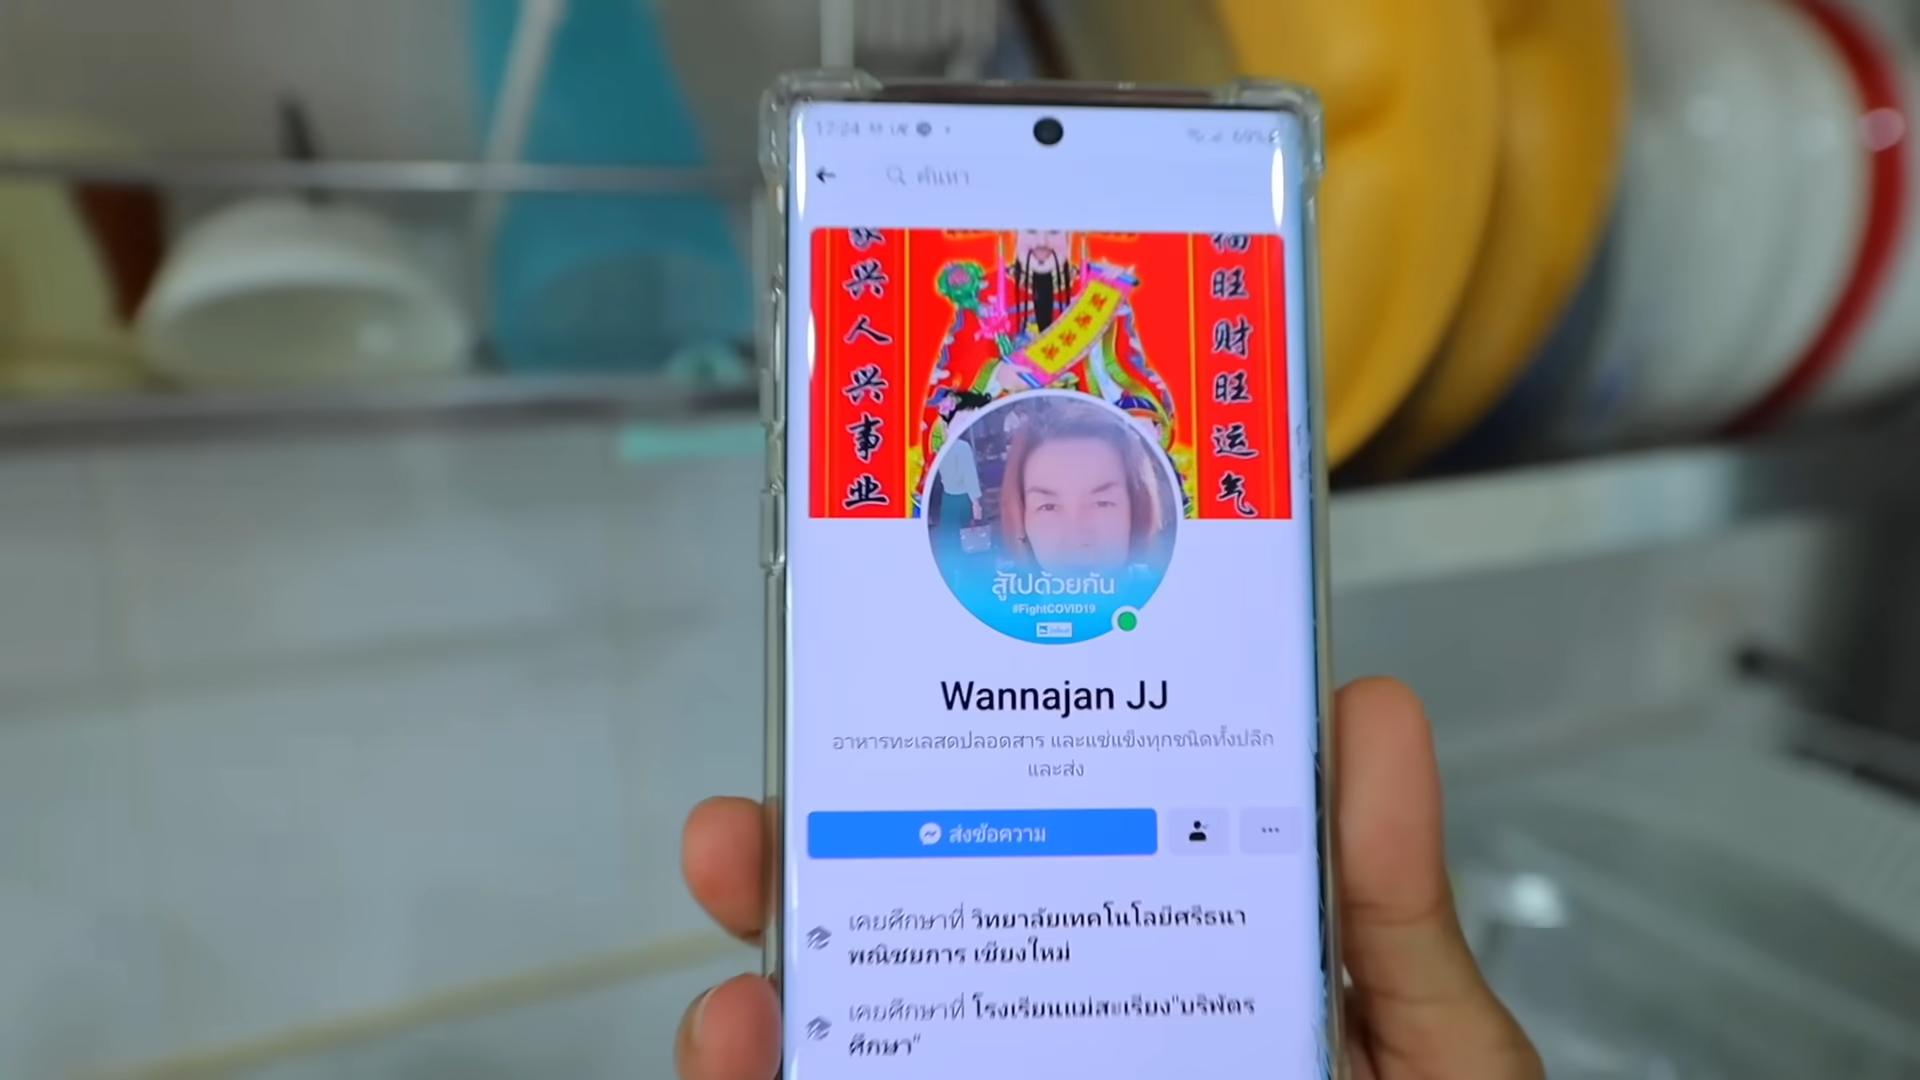 17:24
69%
ค้นหา
家兴人兴事业
福旺财旺运气
สู้ไปด้วยกัน
#FightCOVID19
Wannajan JJ
อาหารทะเลสดปลอดสาร และแช่แข็งทุกชนิดทั้งปลีก
และส่ง
ส่งข้อความ
เคยศึกษาที่ วิทยาลัยเทคโนโลยีศรีธนา
พณิชยการ เชียงใหม่
เคยศึกษาที่ โรงเรียนแม่สะเรียง"บริพัตร
ศึกษา"